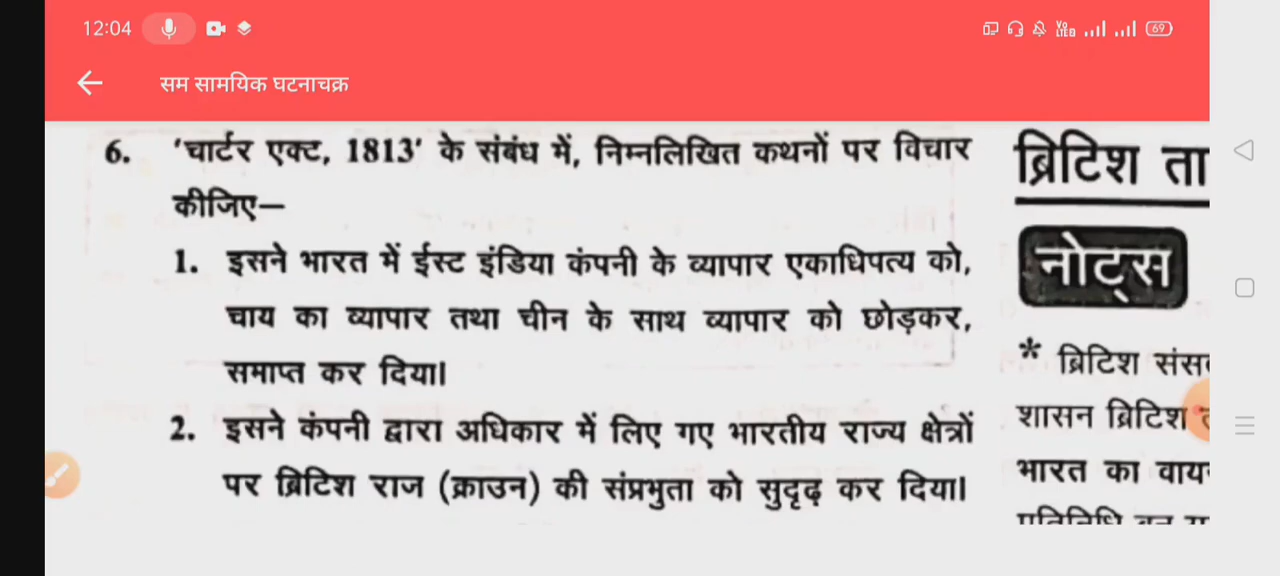 12:04
69
सम सामयिक घटनाचक्र
6. 'चार्टर एक्ट, 1813' के संबंध में, निम्नलिखित कथनों पर विचार
कीजिए—
1. इसने भारत में ईस्ट इंडिया कंपनी के व्यापार एकाधिपत्य को,
चाय का व्यापार तथा चीन के साथ व्यापार को छोड़कर,
समाप्त कर दिया।
2. इसने कंपनी द्वारा अधिकार में लिए गए भारतीय राज्य क्षेत्रों
पर ब्रिटिश राज (क्राउन) की संप्रभुता को सुदृढ़ कर दिया।
ब्रिटिश ता
नोट्स
* ब्रिटिश संस
शासन ब्रिटिश
भारत का वाय